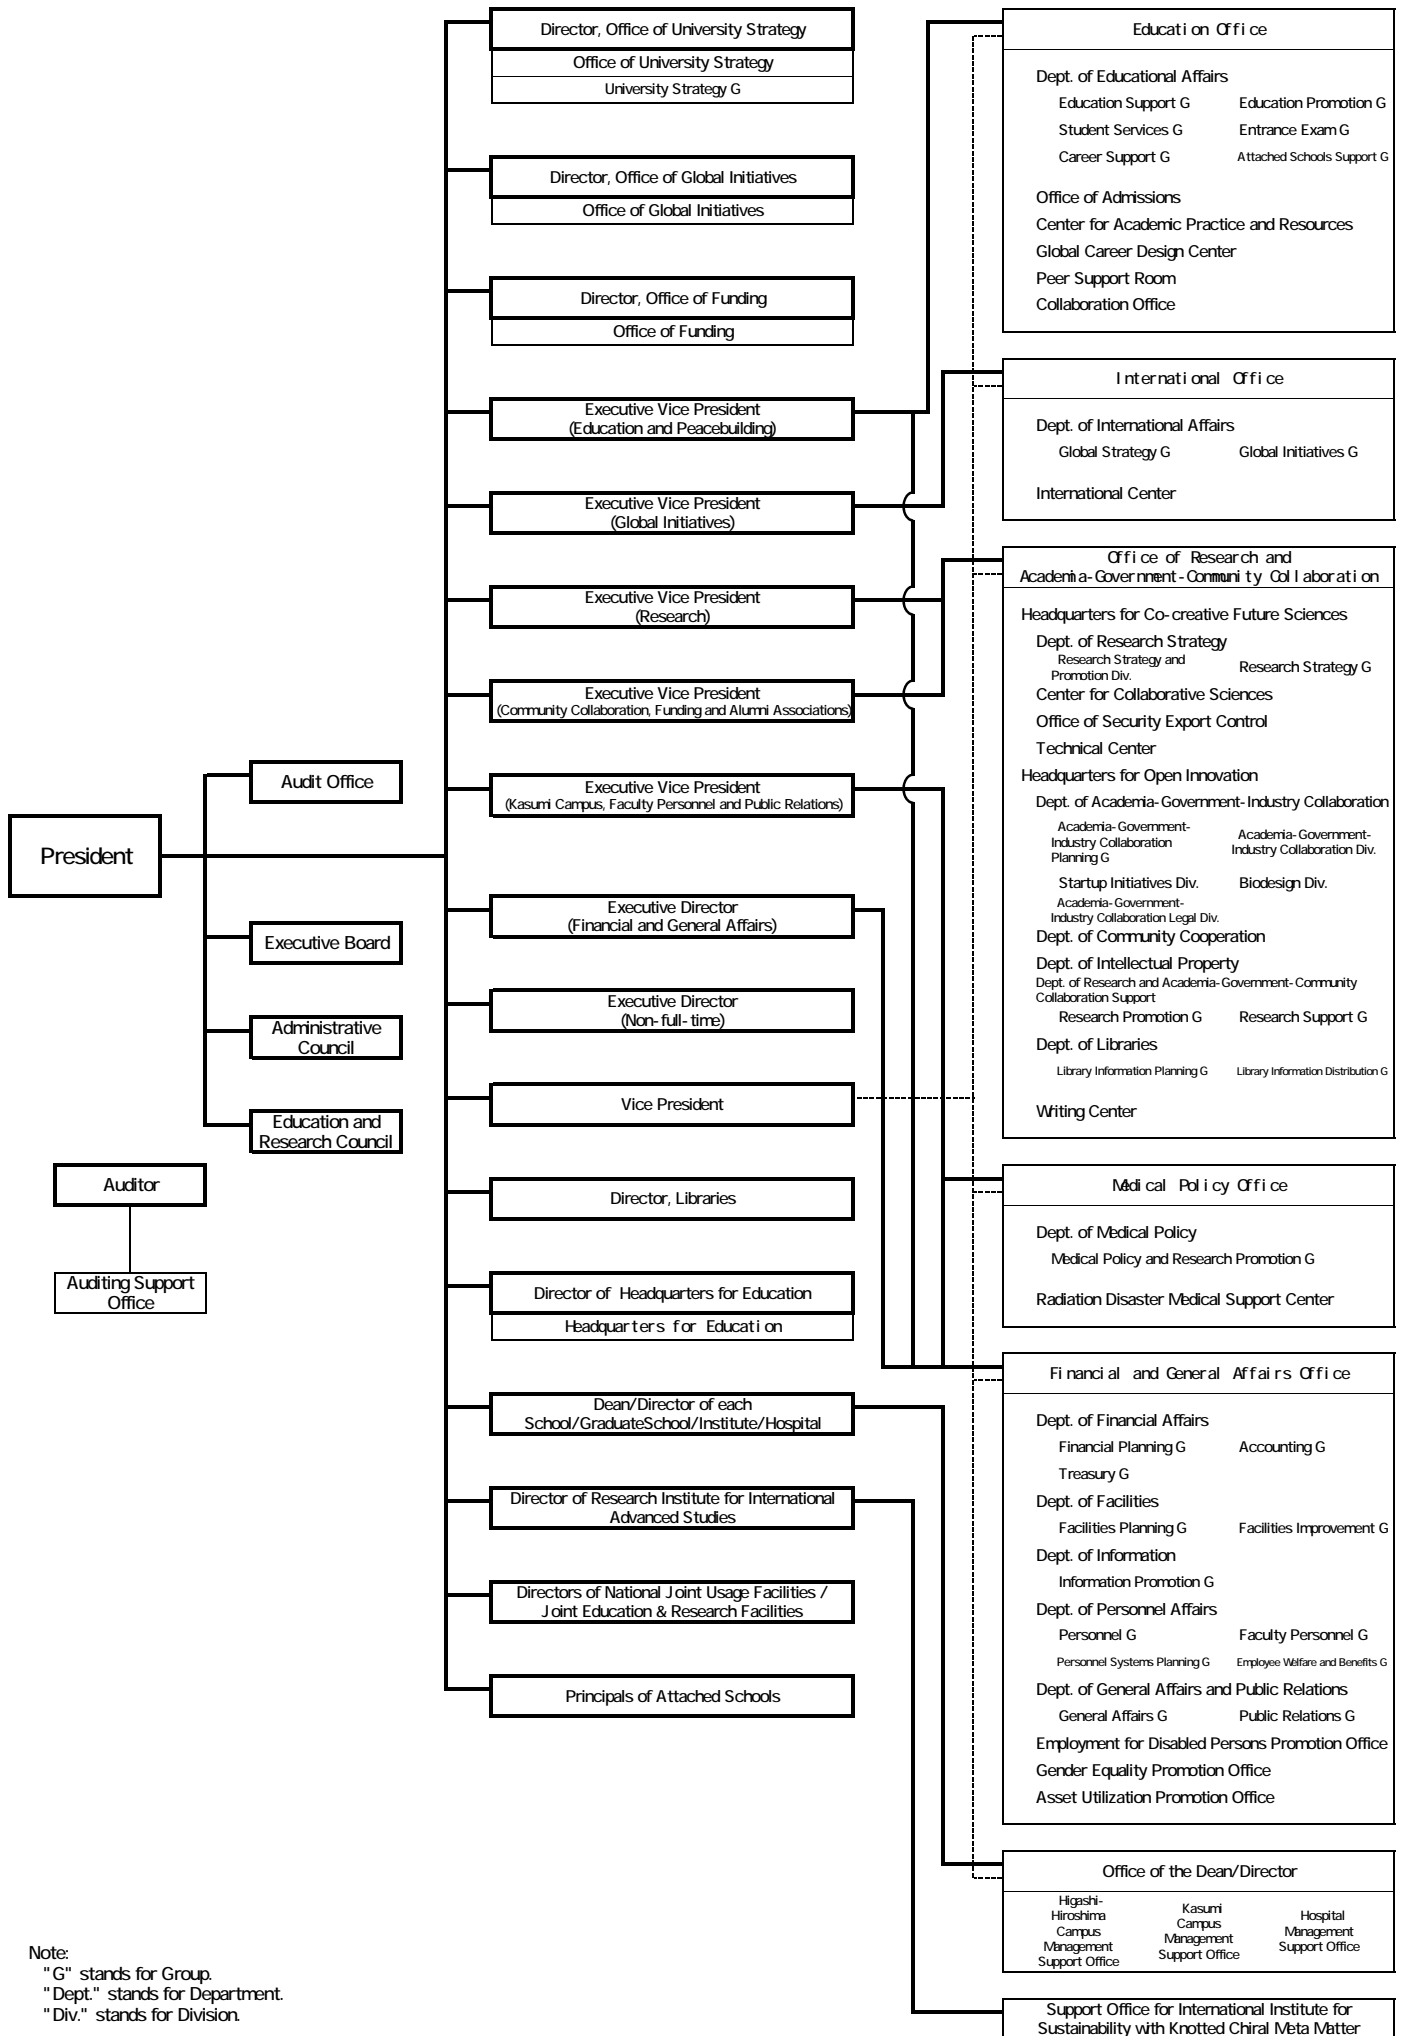 President
Audit Office
Executive Board
Administrative
Council
Education and
Research Council
Auditor
Auditing Support
Office
Director, Office of University Strategy
Office of University Strategy
University Strategy G
Director, Office of Global Initiatives
Office of Global Initiatives
Director, Office of Funding
Office of Funding
Executive Vice President
(Education and Peacebuilding)
Executive Vice President
(Global Initiatives)
Executive Vice President
(Research)
Executive Vice President
(Community Collaboration, Funding and Alumni Associations)
Executive Vice President
(Kasumi Campus, Faculty Personnel and Public Relations)
Executive Director
(Financial and General Affairs)
Executive Director
(Non-full-time)
Vice President
Director, Libraries
Director of Headquarters for Education
Headquarters for Education
Dean/Director of each
School/GraduateSchool/Institute/Hospital
Director of Research Institute for International
Advanced Studies
Directors of National Joint Usage Facilities /
Joint Education & Research Facilities
Principals of Attached Schools
Education Office
Dept. of Educational Affairs
Education Support G Education Promotion G
Student Services G Entrance Exam G
Career Support G Attached Schools Support G
Office of Admissions
Center for Academic Practice and Resources
Global Career Design Center
Peer Support Room
Collaboration Office
International Office
Dept. of International Affairs
Global Strategy G Global Initiatives G
International Center
Office of Research and
Academia-Government-Community Collaboration
Headquarters for Co-creative Future Sciences
Dept. of Research Strategy
Research Strategy and
Promotion Div.
Research Strategy G
Center for Collaborative Sciences
Office of Security Export Control
Technical Center
Headquarters for Open Innovation
Dept. of Academia-Government-Industry Collaboration
Academia-Government-
Industry Collaboration
Planning G
Academia-Government-
Industry Collaboration Div.
Startup Initiatives Div. Biodesign Div.
Academia-Government-
Industry Collaboration Legal Div.
Dept. of Community Cooperation
Dept. of Intellectual Property
Dept. of Research and Academia-Government-Community
Collaboration Support
Research Promotion G Research Support G
Dept. of Libraries
Library Information Planning G Library Information Distribution G
Writing Center
Medical Policy Office
Dept. of Medical Policy
Medical Policy and Research Promotion G
Radiation Disaster Medical Support Center
Financial and General Affairs Office
Dept. of Financial Affairs
Financial Planning G Accounting G
Treasury G
Dept. of Facilities
Facilities Planning G Facilities Improvement G
Dept. of Information
Information Promotion G
Dept. of Personnel Affairs
Personnel G Faculty Personnel G
Personnel Systems Planning G Employee Welfare and Benefits G
Dept. of General Affairs and Public Relations
General Affairs G Public Relations G
Employment for Disabled Persons Promotion Office
Gender Equality Promotion Office
Asset Utilization Promotion Office
Office of the Dean/Director
Higashi-
Hiroshima
Campus
Management
Support Office
Kasumi
Campus
Management
Support Office
Hospital
Management
Support Office
Support Office for International Institute for
Sustainability with Knotted Chiral Meta Matter
Note:
"G" stands for Group.
"Dept." stands for Department.
"Div." stands for Division.